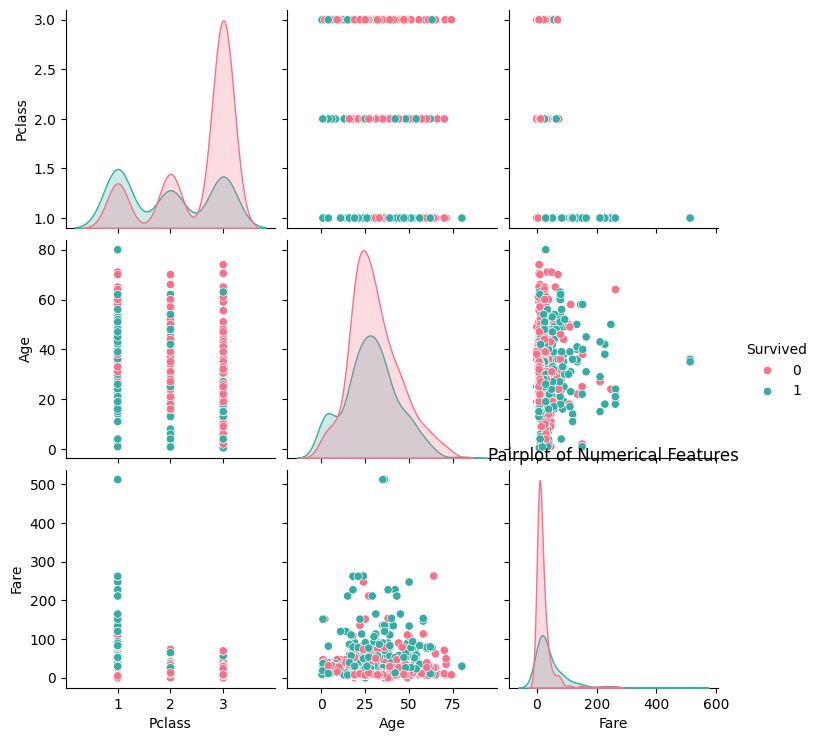 Pclass
3.0
2.5
2.0
1.5
1.0
Age
80
60
40
20
0
Survived
0
1
Pairplot of Numerical Features
Fare
500
400
300
200
100
0
1 2 3
0 25 50 75
0 200 400 600
Pclass Age Fare